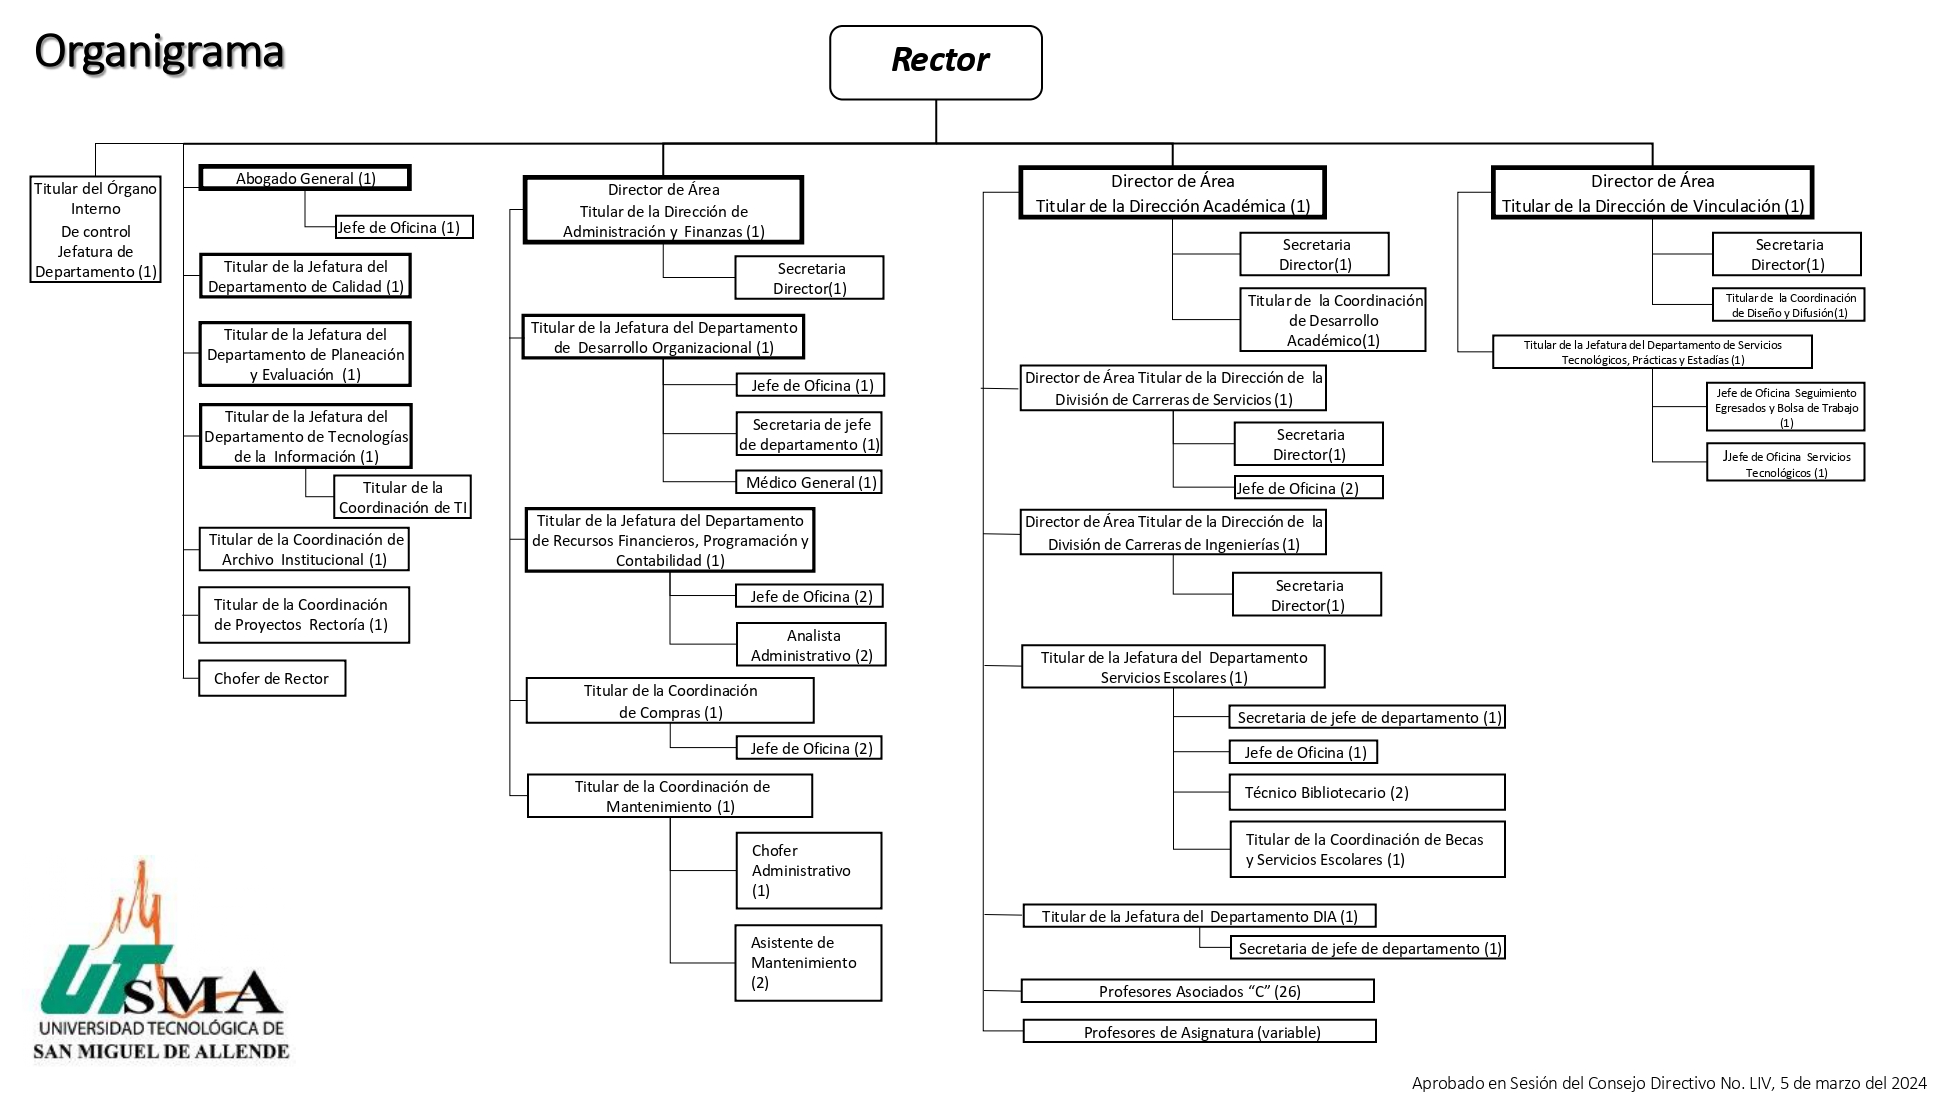 Organigrama
Rector
Titular del Órgano
Interno
De control
Jefatura de
Departamento (1)
Abogado General (1)
Jefe de Oficina (1)
Titular de la Jefatura del
Departamento de Calidad (1)
Titular de la Jefatura del
Departamento de Planeación
y Evaluación (1)
Titular de la Jefatura del
Departamento de Tecnologías
de la Información (1)
Titular de la
Coordinación de TI
Titular de la Coordinación de
Archivo Institucional (1)
Titular de la Coordinación
de Proyectos Rectoría (1)
Chofer de Rector
Director de Área
Titular de la Dirección de
Administración y Finanzas (1)
Secretaria
Director(1)
Titular de la Jefatura del Departamento
de Desarrollo Organizacional (1)
Jefe de Oficina (1)
Secretaria de jefe
de departamento (1)
Médico General (1)
Titular de la Jefatura del Departamento
de Recursos Financieros, Programación y
Contabilidad (1)
Jefe de Oficina (2)
Analista
Administrativo (2)
Titular de la Coordinación
de Compras (1)
Jefe de Oficina (2)
Titular de la Coordinación de
Mantenimiento (1)
Chofer
Administrativo
(1)
Asistente de
Mantenimiento
(2)
Director de Área
Titular de la Dirección Académica (1)
Secretaria
Director(1)
Titular de la Coordinación
de Desarrollo
Académico(1)
Director de Área Titular de la Dirección de la
División de Carreras de Servicios (1)
Secretaria
Director(1)
Jefe de Oficina (2)
Director de Área Titular de la Dirección de la
División de Carreras de Ingenierías (1)
Secretaria
Director(1)
Titular de la Jefatura del Departamento
Servicios Escolares (1)
Secretaria de jefe de departamento (1)
Jefe de Oficina (1)
Técnico Bibliotecario (2)
Titular de la Coordinación de Becas
y Servicios Escolares (1)
Titular de la Jefatura del Departamento DIA (1)
Secretaria de jefe de departamento (1)
Profesores Asociados “C” (26)
Profesores de Asignatura (variable)
Director de Área
Titular de la Dirección de Vinculación (1)
Secretaria
Director(1)
Titular de la Coordinación
de Diseño y Difusión(1)
Titular de la Jefatura del Departamento de Servicios
Tecnológicos, Prácticas y Estadías (1)
Jefe de Oficina Seguimiento
Egresados y Bolsa de Trabajo
(1)
JJefe de Oficina Servicios
Tecnológicos (1)
UTSMA
UNIVERSIDAD TECNOLÓGICA DE
SAN MIGUEL DE ALLENDE
Aprobado en Sesión del Consejo Directivo No. LIV, 5 de marzo del 2024